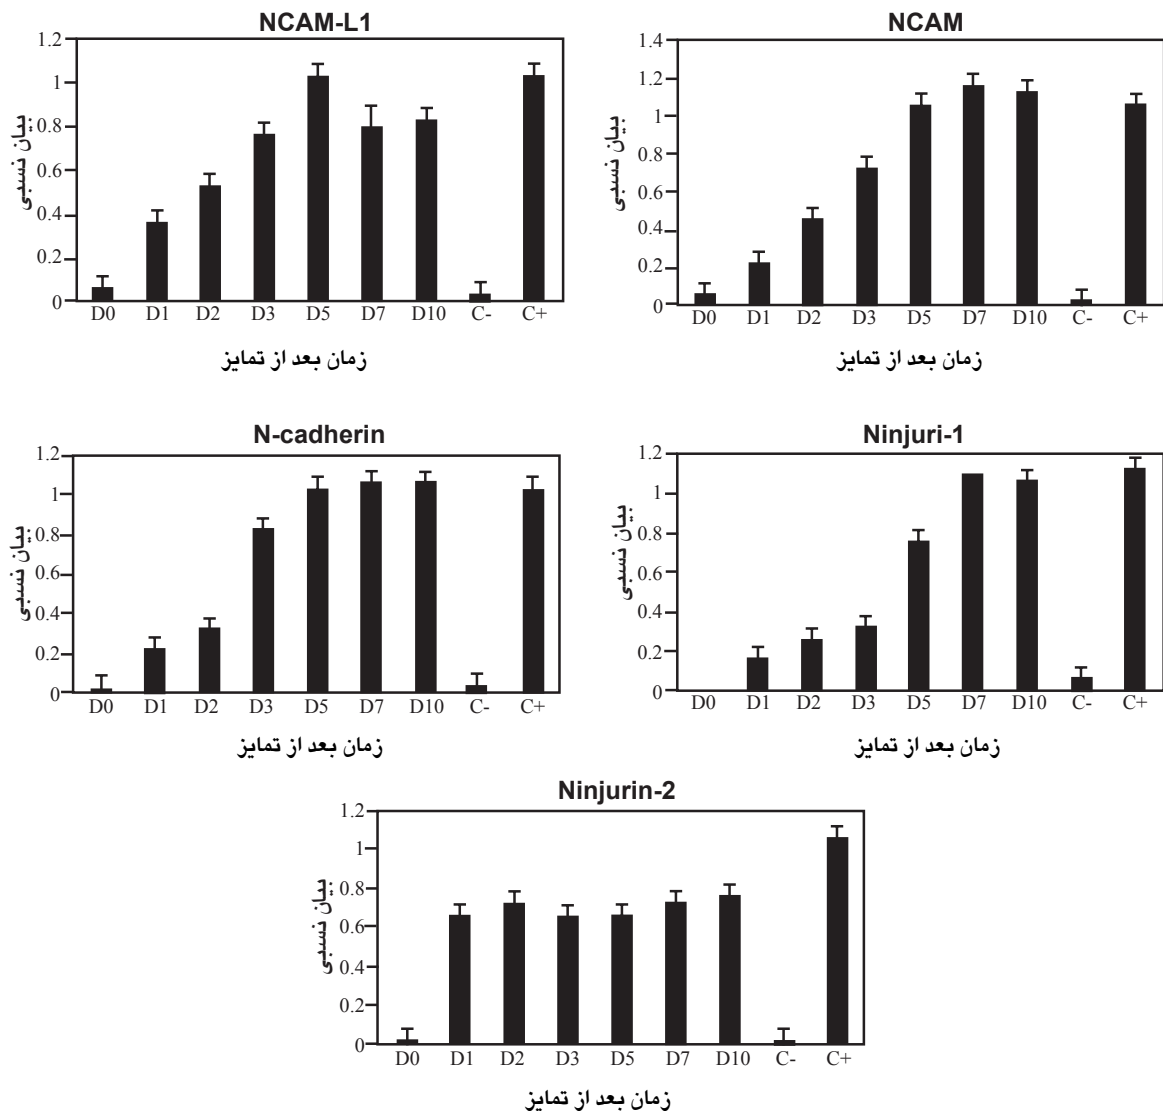 NCAM-L1
بیان نسبی
1.2
1
0.8
0.6
0.4
0.2
0
D0 D1 D2 D3 D5 D7 D10 C- C+
زمان بعد از تمایز
NCAM
بیان نسبی
1.4
1.2
1
0.8
0.6
0.4
0.2
0
D0 D1 D2 D3 D5 D7 D10 C- C+
زمان بعد از تمایز
N-cadherin
بیان نسبی
1.2
1
0.8
0.6
0.4
0.2
0
D0 D1 D2 D3 D5 D7 D10 C- C+
زمان بعد از تمایز
Ninjuri-1
بیان نسبی
1.2
1
0.8
0.6
0.4
0.2
0
D0 D1 D2 D3 D5 D7 D10 C- C+
زمان بعد از تمایز
Ninjurin-2
بیان نسبی
1.2
1
0.8
0.6
0.4
0.2
0
D0 D1 D2 D3 D5 D7 D10 C- C+
زمان بعد از تمایز